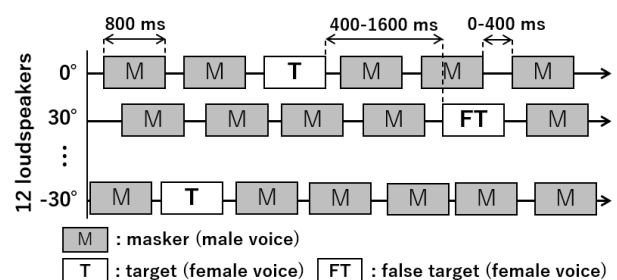 800 ms 400-1600 ms 0-400 ms
12 loudspeakers
0° M M T M M M
30° M M M M FT M
⋮
-30° M T M M M M M
M : masker (male voice)
T : target (female voice) FT : false target (female voice)